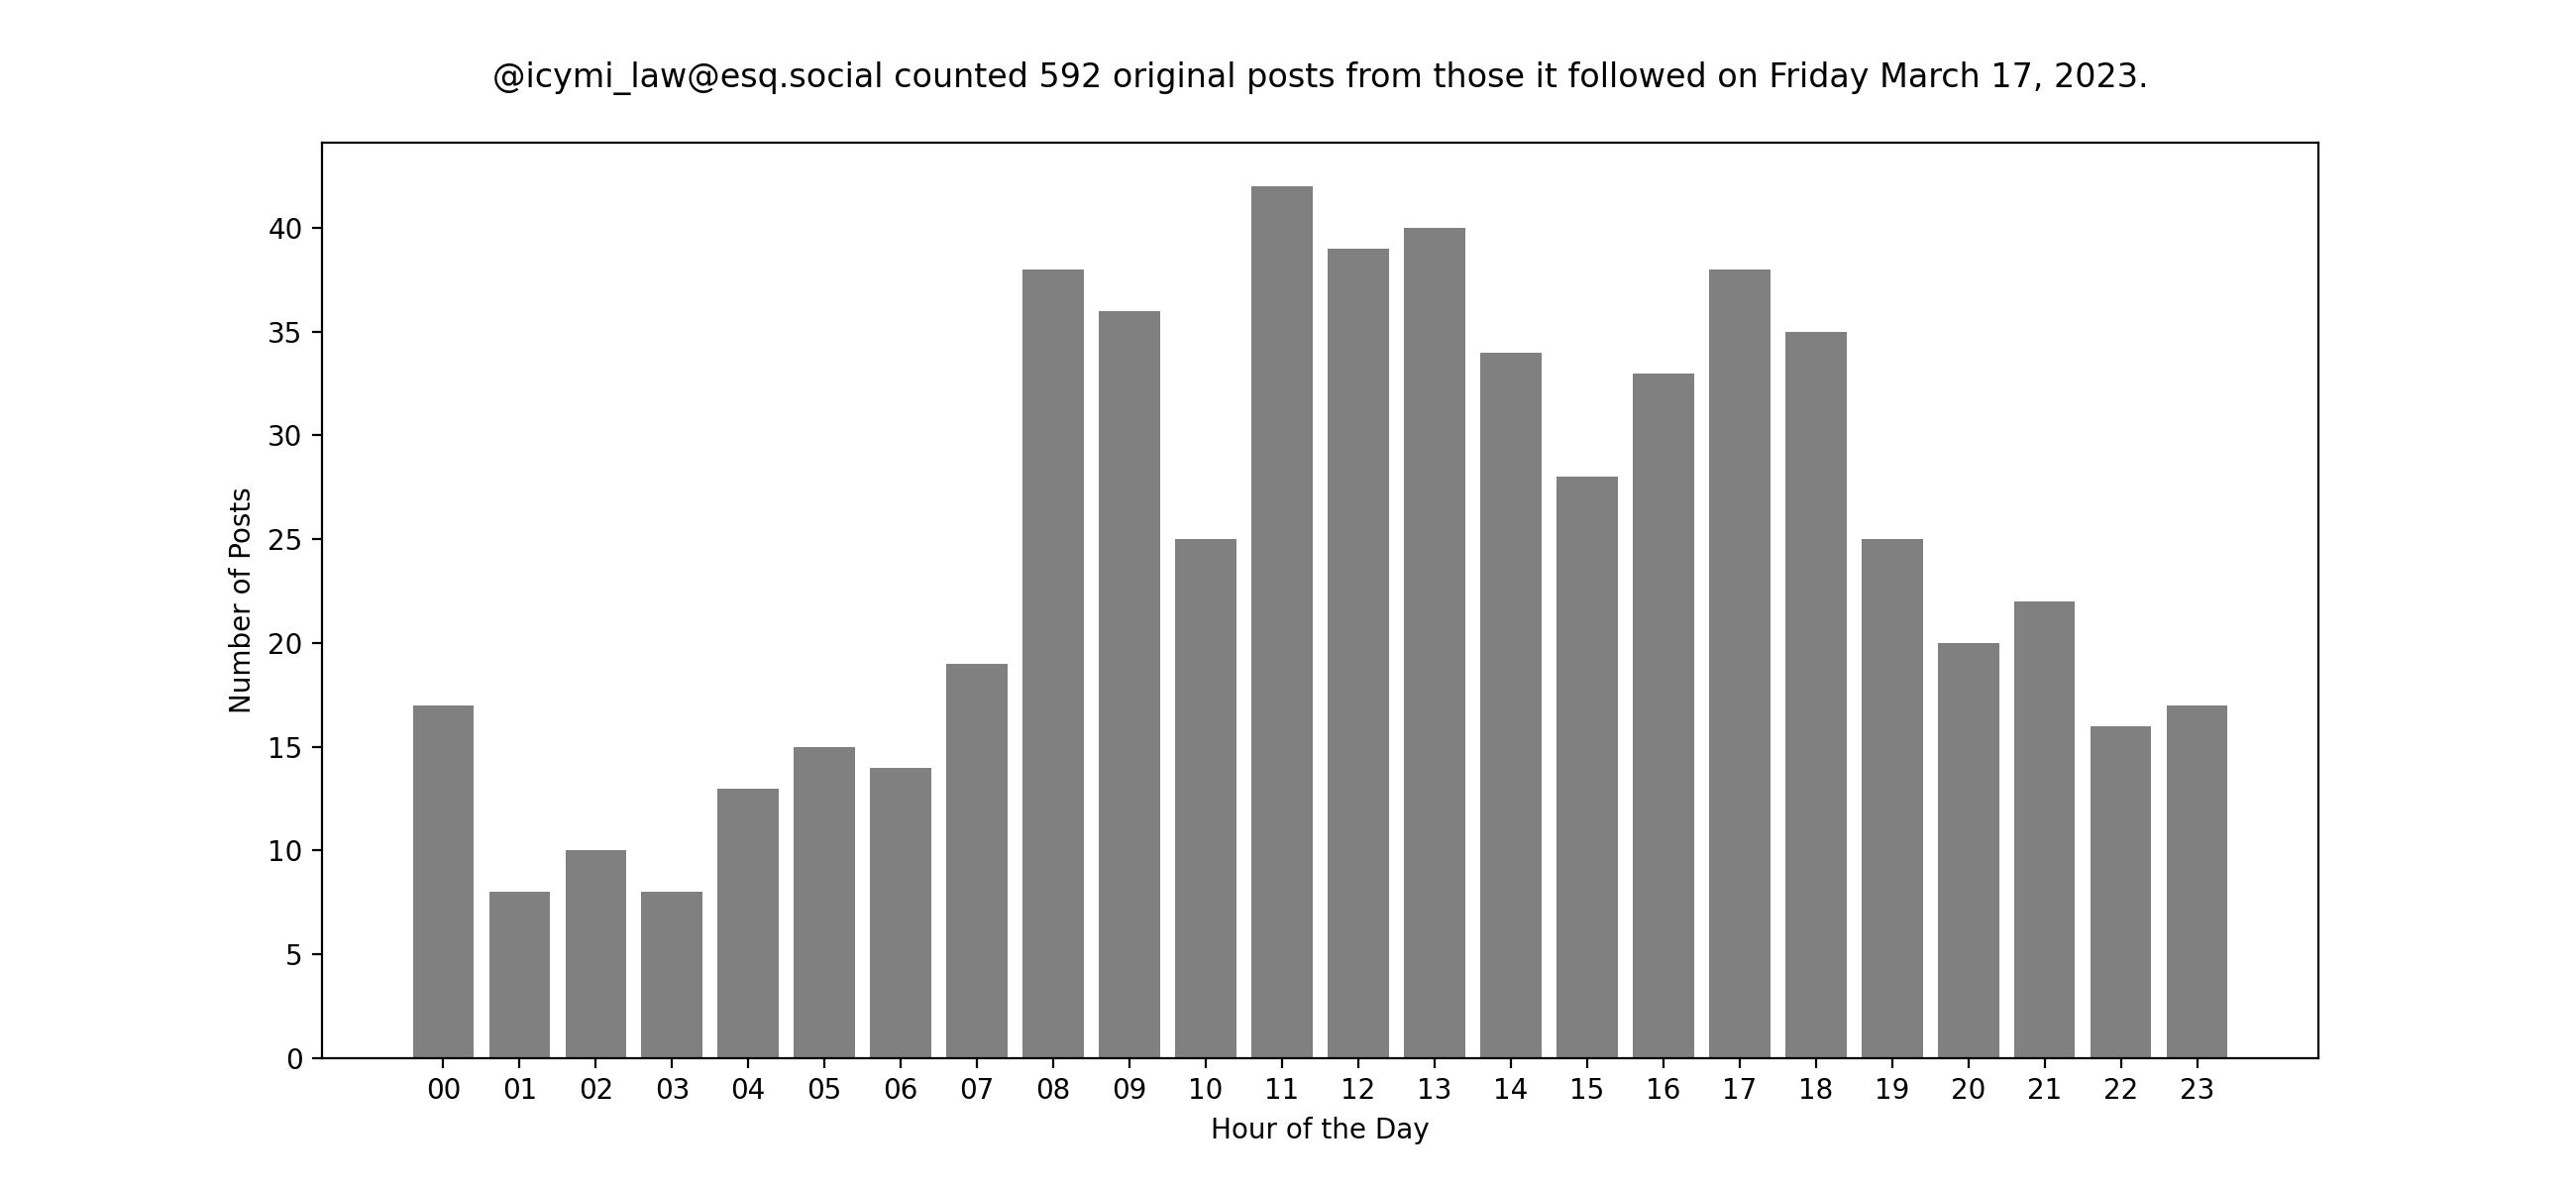 @icymi_law@esq.social counted 592 original posts from those it followed on Friday March 17, 2023.
40
35
30
25
20
15
10
5
0
Number of Posts
00 01 02 03 04 05 06 07 08 09 10 11 12 13 14 15 16 17 18 19 20 21 22 23
Hour of the Day